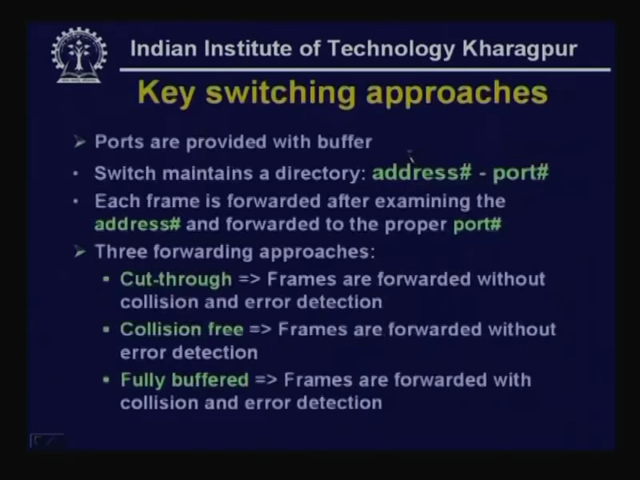 Indian Institute of Technology Kharagpur
Key switching approaches
➢ Ports are provided with buffer
• Switch maintains a directory: address# - port#
• Each frame is forwarded after examining the
address# and forwarded to the proper port#
➢ Three forwarding approaches:
▪ Cut-through => Frames are forwarded without
collision and error detection
▪ Collision free => Frames are forwarded without
error detection
▪ Fully buffered => Frames are forwarded with
collision and error detection